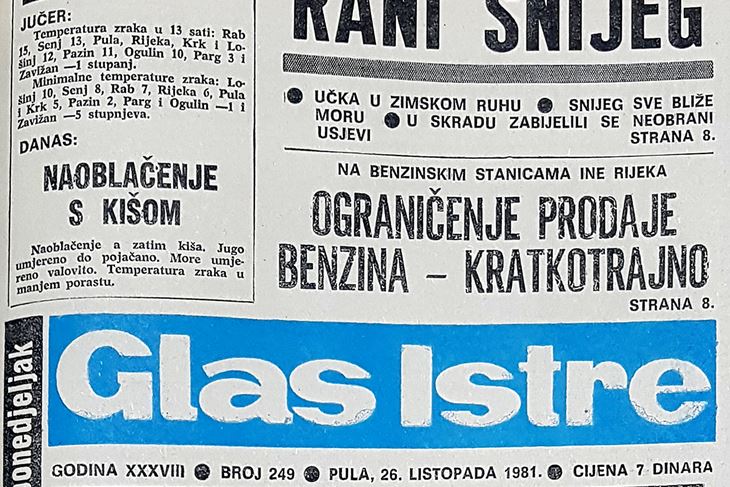 JUČER:
Temperatura zraka u 13 sati: Rab
15, Senj 13, Pula, Rijeka, Krk i Lo-
šinj 12, Pazin 11, Ogulin 10, Parg 3 i
Zavižan —1 stupanj.
Minimalne temperature zraka: Lo-
šinj 10, Senj 8, Rab 7, Rijeka 6, Pula
i Krk 5, Pazin 2, Parg i Ogulin —1 i
Zavižan —5 stupnjeva.
DANAS:
NAOBLAČENJE
S KIŠOM
Naoblačenje a zatim kiša. Jugo
umjereno do pojačano. More umje-
reno valovito. Temperatura zraka u
manjem porastu.
RANI SNIJEG
● UČKA U ZIMSKOM RUHU ● SNIJEG SVE BLIŽE
MORU ● U SKRADU ZABIJELILI SE NEOBRANI
USJEVI
STRANA 8.
NA BENZINSKIM STANICAMA INE RIJEKA
OGRANIČENJE PRODAJE
BENZINA – KRATKOTRAJNO
STRANA 8.
ponedjeljak
Glas Istre
GODINA XXXVIII ● BROJ 249 ● PULA, 26. LISTOPADA 1981. ● CIJENA 7 DINARA